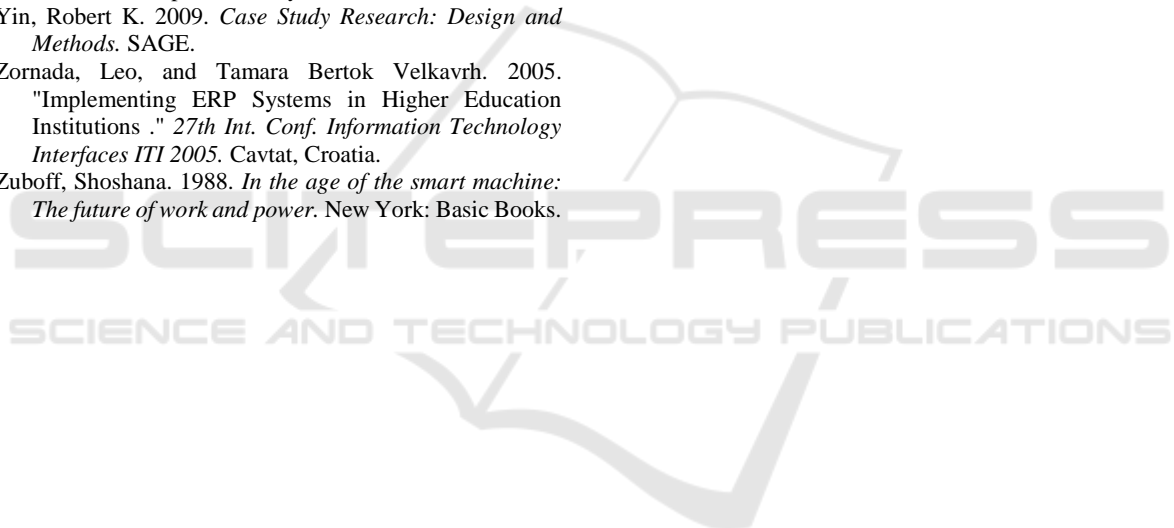 Yin, Robert K. 2009. Case Study Research: Design and
Methods. SAGE.
Zornada, Leo, and Tamara Bertok Velkavrh. 2005.
"Implementing ERP Systems in Higher Education
Institutions ." 27th Int. Conf. Information Technology
Interfaces ITI 2005. Cavtat, Croatia.
Zuboff, Shoshana. 1988. In the age of the smart machine:
The future of work and power. New York: Basic Books.
SCITEPRESS
SCIENCE AND TECHNOLOGY PUBLICATIONS